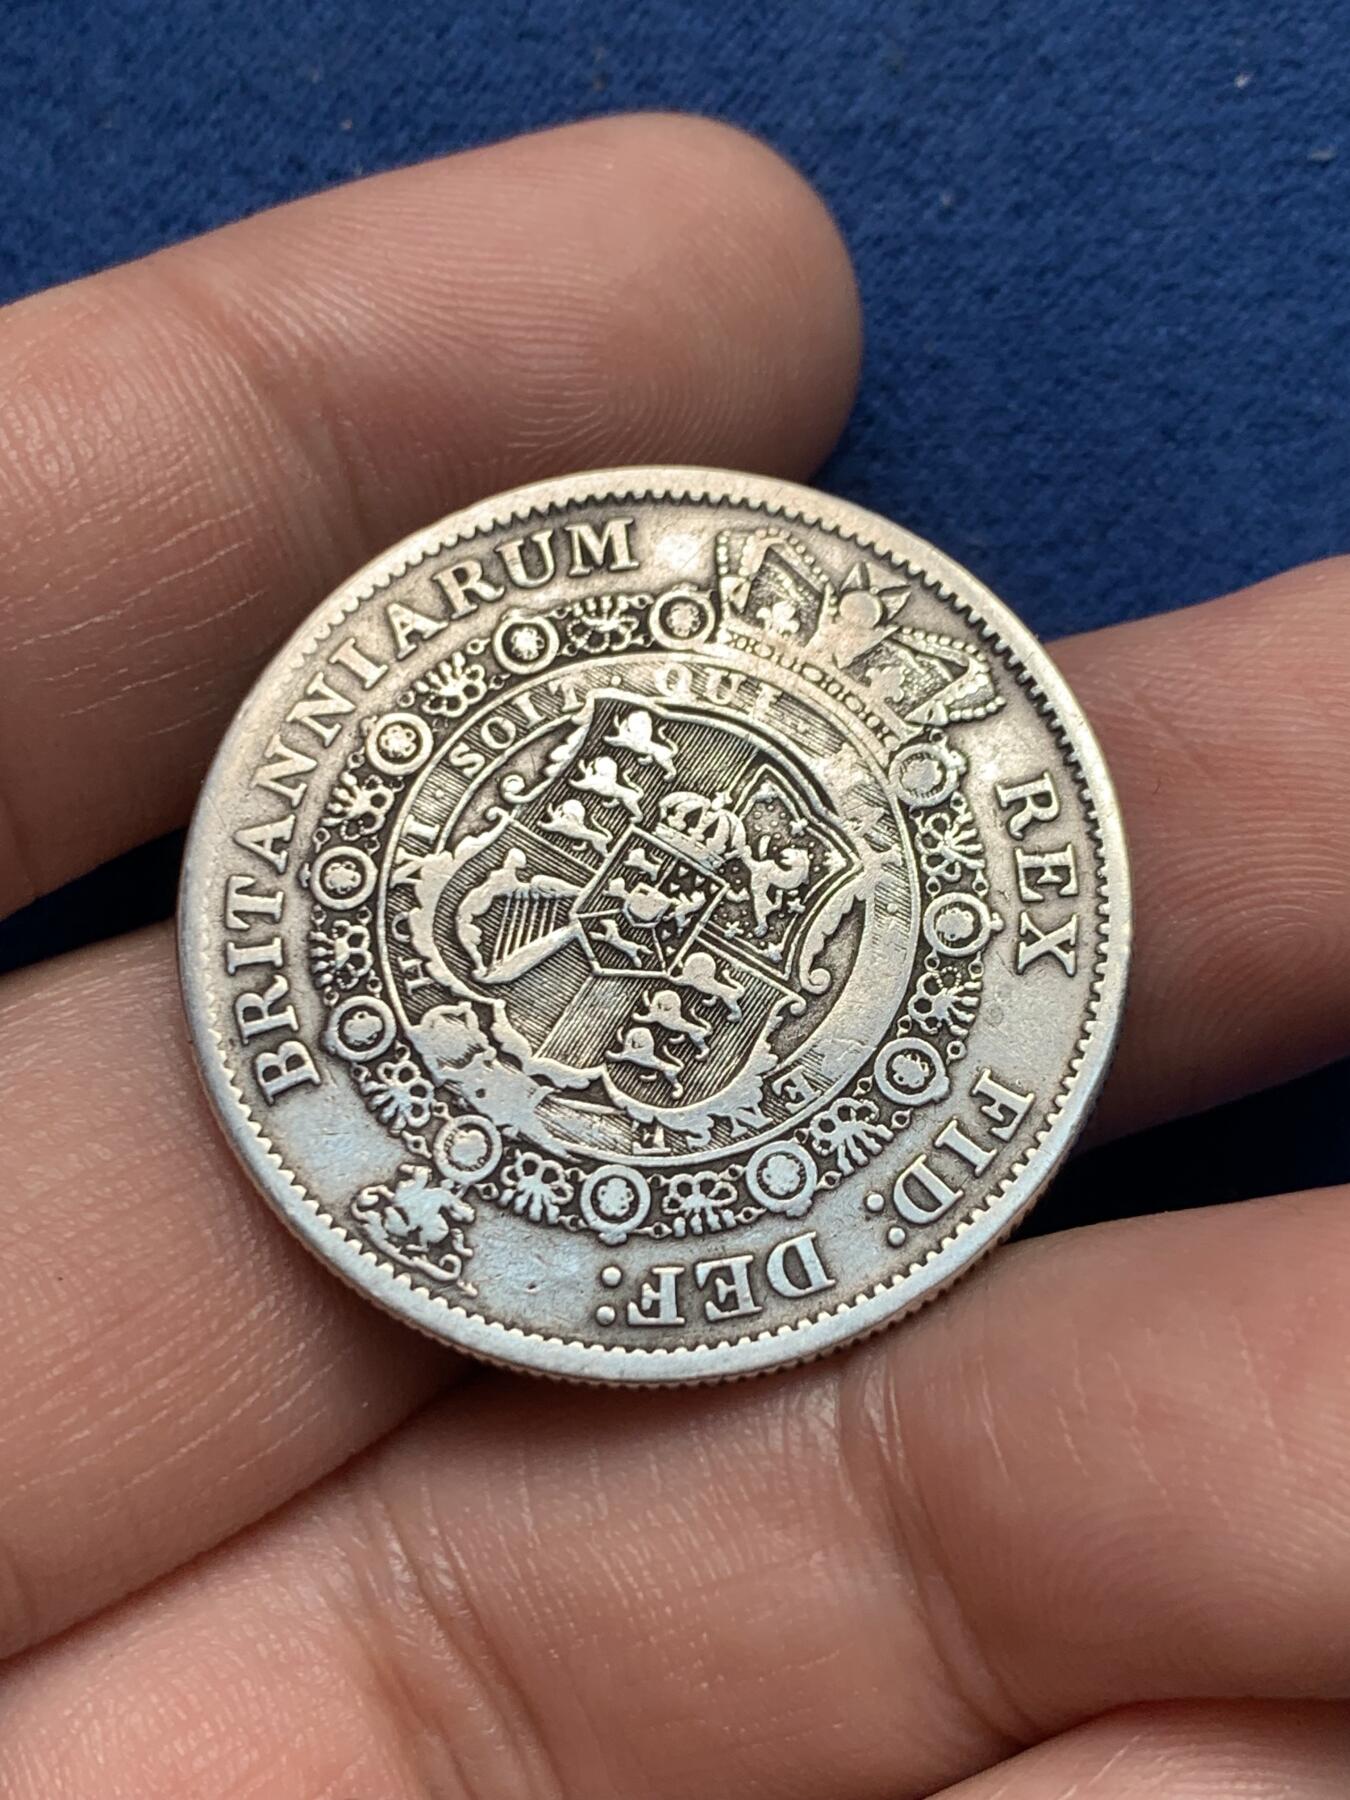 BRITANNIARUM REX FID: DEF:
HONI · SOIT · QUI